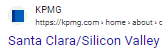 KPMG
https://kpmg.com › home › about ›
Santa Clara/Silicon Valley